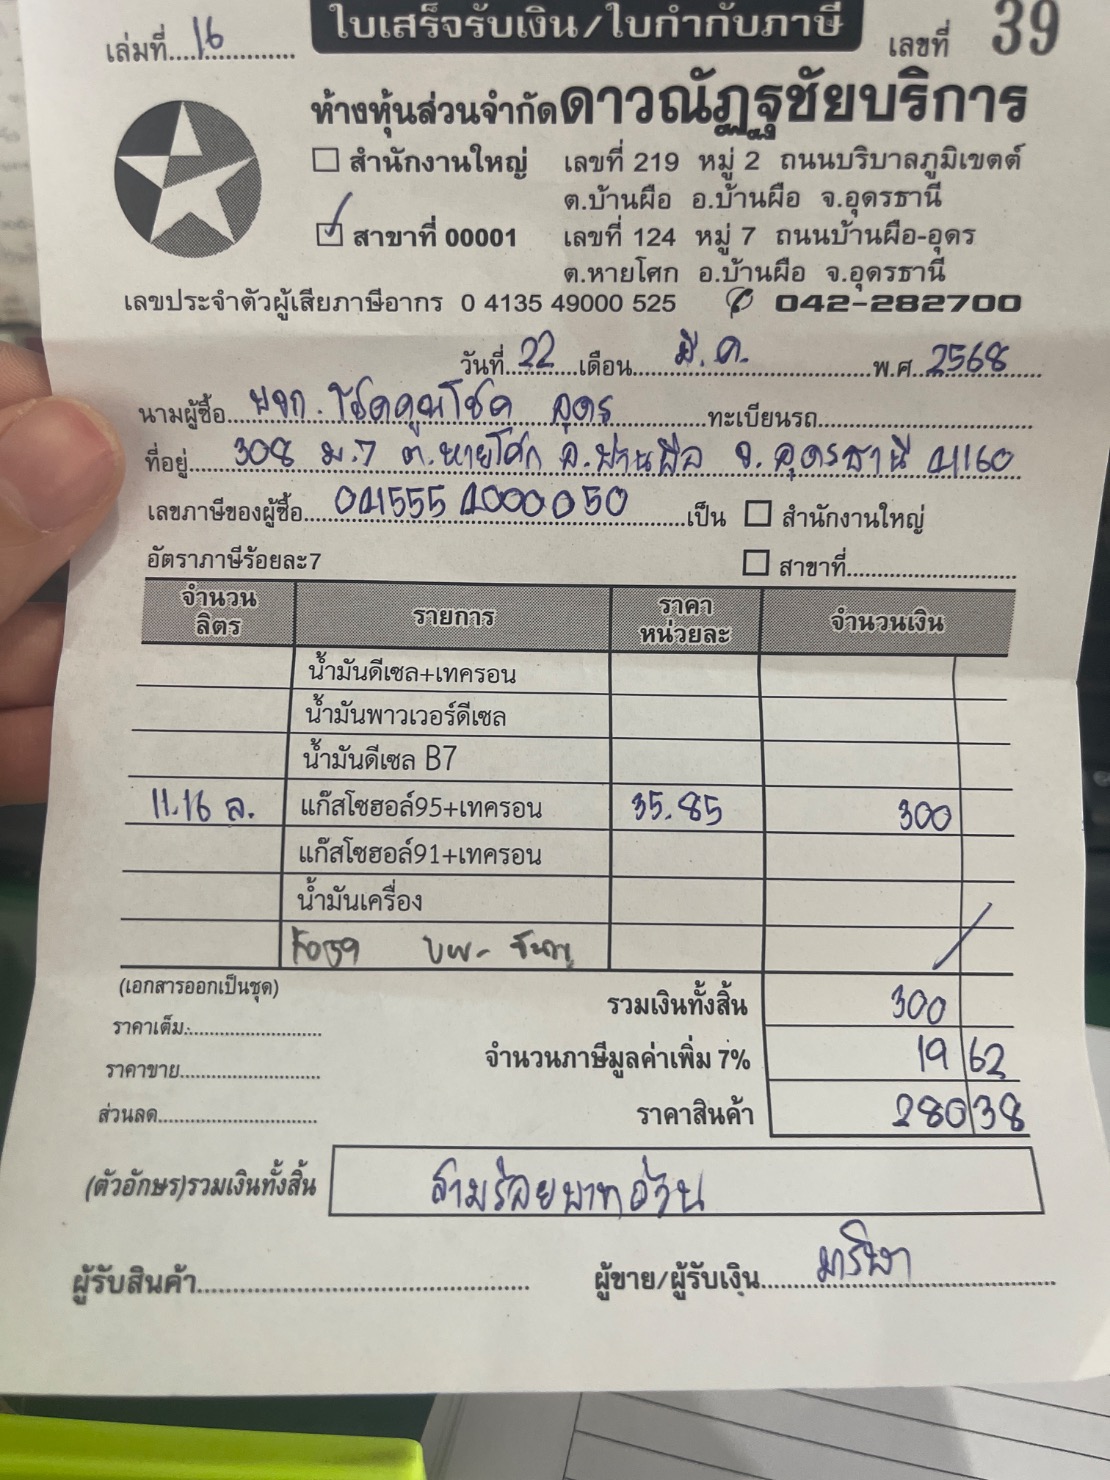 ใบเสร็จรับเงิน/ใบกำกับภาษี
เล่มที่ 16 เลขที่ 39
ห้างหุ้นส่วนจำกัดดาวณัฏฐชัยบริการ
สำนักงานใหญ่ เลขที่ 219 หมู่ 2 ถนนบริบาลภูมิเขตต์
ต.บ้านผือ อ.บ้านผือ จ.อุดรธานี
สาขาที่ 00001 เลขที่ 124 หมู่ 7 ถนนบ้านผือ-อุดร
ต.หายโศก อ.บ้านผือ จ.อุดรธานี
เลขประจำตัวผู้เสียภาษีอากร 0 4135 49000 525 042-282700
วันที่ 22 เดือน มี.ค. พ.ศ. 2568
นามผู้ซื้อ หจก. โชคคูณโชค อุดร ทะเบียนรถ
ที่อยู่ 308 ม.7 ต.หายโศก อ.บ้านผือ จ.อุดรธานี 41160
เลขภาษีของผู้ซื้อ 0415554000050 เป็น สำนักงานใหญ่
อัตราภาษีร้อยละ7 สาขาที่
จำนวนลิตร รายการ ราคาหน่วยละ จำนวนเงิน
น้ำมันดีเซล+เทครอน
น้ำมันพาวเวอร์ดีเซล
น้ำมันดีเซล B7
11.16 ล. แก๊สโซฮอล์95+เทครอน 35.85 300
แก๊สโซฮอล์91+เทครอน
น้ำมันเครื่อง
(เอกสารออกเป็นชุด) รวมเงินทั้งสิ้น 300
ราคาเต็ม
จำนวนภาษีมูลค่าเพิ่ม 7% 19 62
ราคาขาย
ส่วนลด ราคาสินค้า 280 38
(ตัวอักษร)รวมเงินทั้งสิ้น สามร้อยบาทถ้วน
ผู้รับสินค้า ผู้ขาย/ผู้รับเงิน